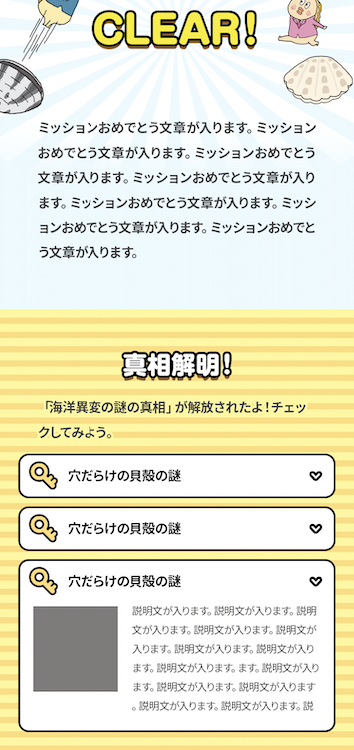 CLEAR!
ミッションおめでとう文章が入ります。ミッション
おめでとう文章が入ります。ミッションおめでとう
文章が入ります。ミッションおめでとう文章が入り
ます。ミッションおめでとう文章が入ります。ミッシ
ョンおめでとう文章が入ります。ミッションおめでと
う文章が入ります。
真相解明!
「海洋異変の謎の真相」が解放されたよ!チェッ
クしてみよう。
穴だらけの貝殻の謎
穴だらけの貝殻の謎
穴だらけの貝殻の謎
説明文が入ります。説明文が入ります。説明
文が入ります。説明文が入ります。説明文が
入ります。説明文が入ります。説明文が入り
ます。説明文が入ります。ます。説明文が入り
ます。説明文が入ります。説明文が入ります
。説明文が入ります。説明文が入ります。説